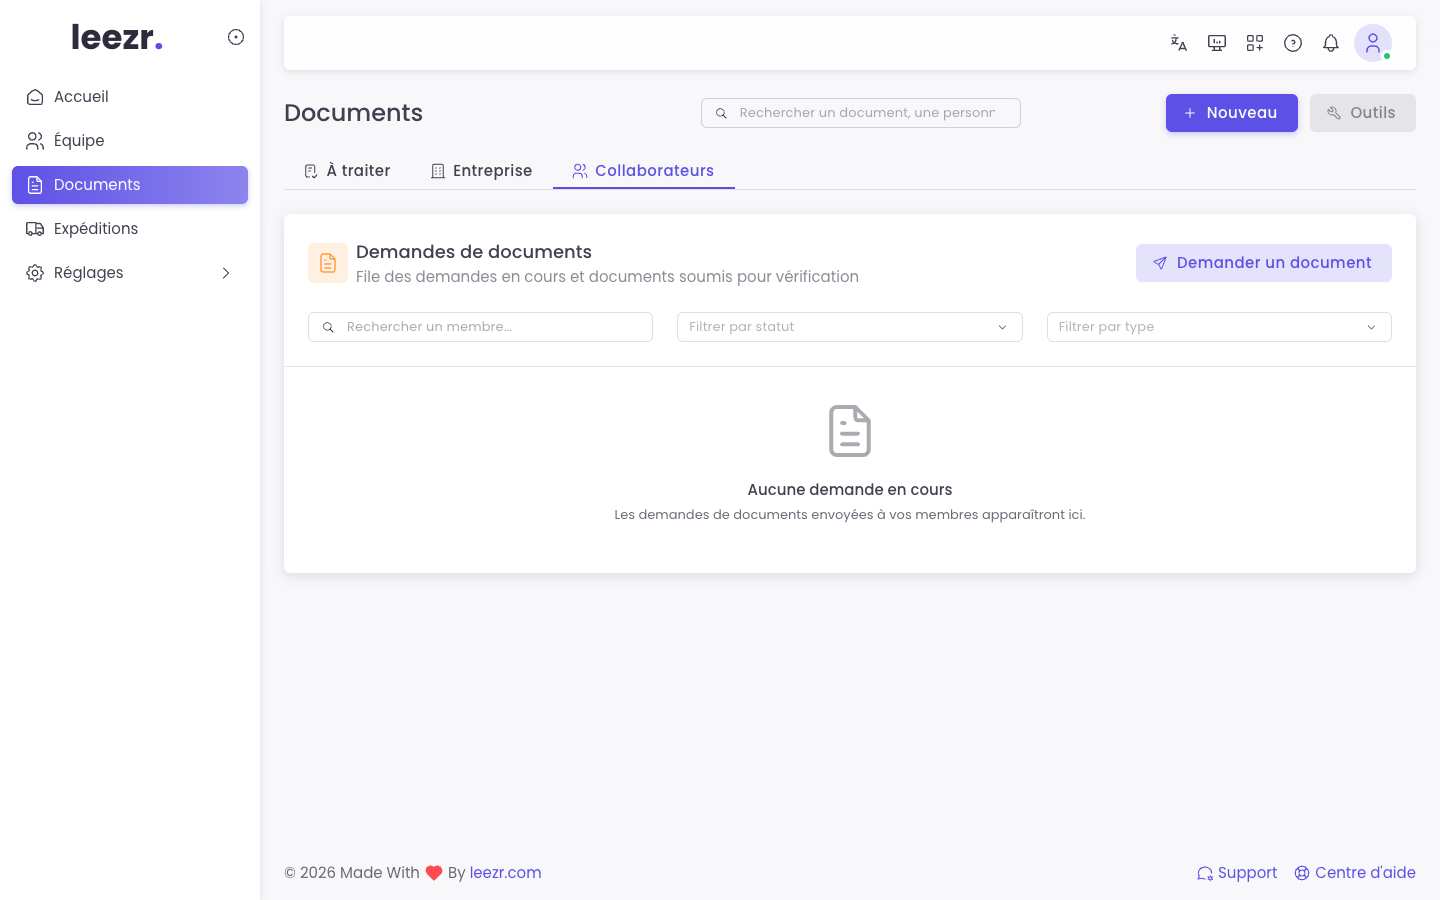 leezr.
Accueil
Équipe
Documents
Expéditions
Réglages
Documents
Rechercher un document, une personn
Nouveau
Outils
À traiter
Entreprise
Collaborateurs
Demandes de documents
File des demandes en cours et documents soumis pour vérification
Demander un document
Rechercher un membre...
Filtrer par statut
Filtrer par type
Aucune demande en cours
Les demandes de documents envoyées à vos membres apparaîtront ici.
© 2026 Made With By leezr.com
Support
Centre d'aide